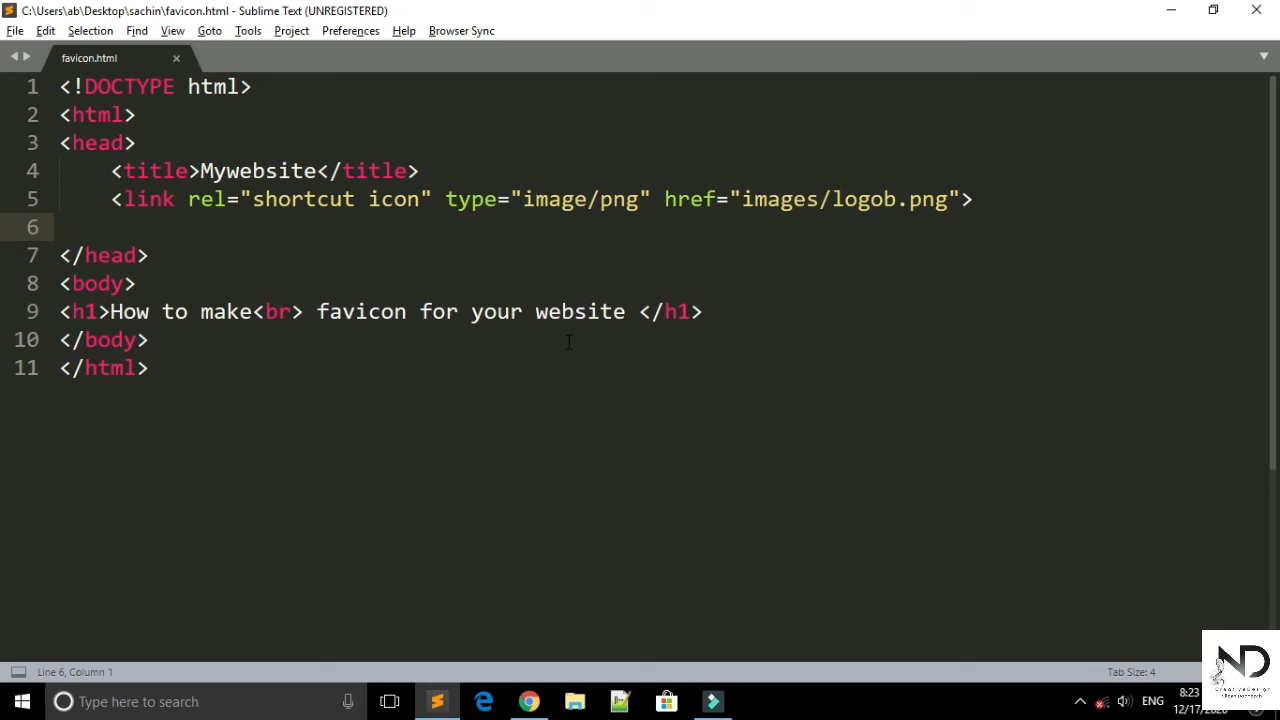 C:\Users\ab\Desktop\sachin\favicon.html - Sublime Text (UNREGISTERED)
File Edit Selection Find View Goto Tools Project Preferences Help Browser Sync
favicon.html
1 <!DOCTYPE html>
2 <html>
3 <head>
4 <title>Mywebsite</title>
5 <link rel="shortcut icon" type="image/png" href="images/logob.png">
6
7 </head>
8 <body>
9 <h1>How to make<br> favicon for your website </h1>
10 </body>
11 </html>
Line 6, Column 1 Tab Size: 4
ND
Type here to search ENG 8:23